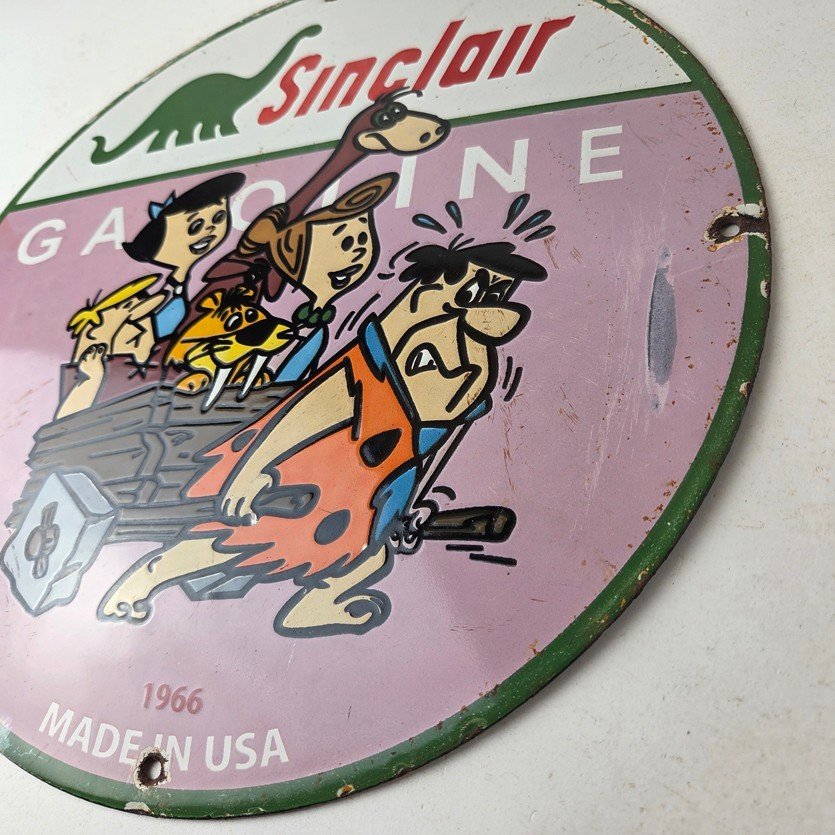 Sinclair
GASOLINE
1966
MADE IN USA